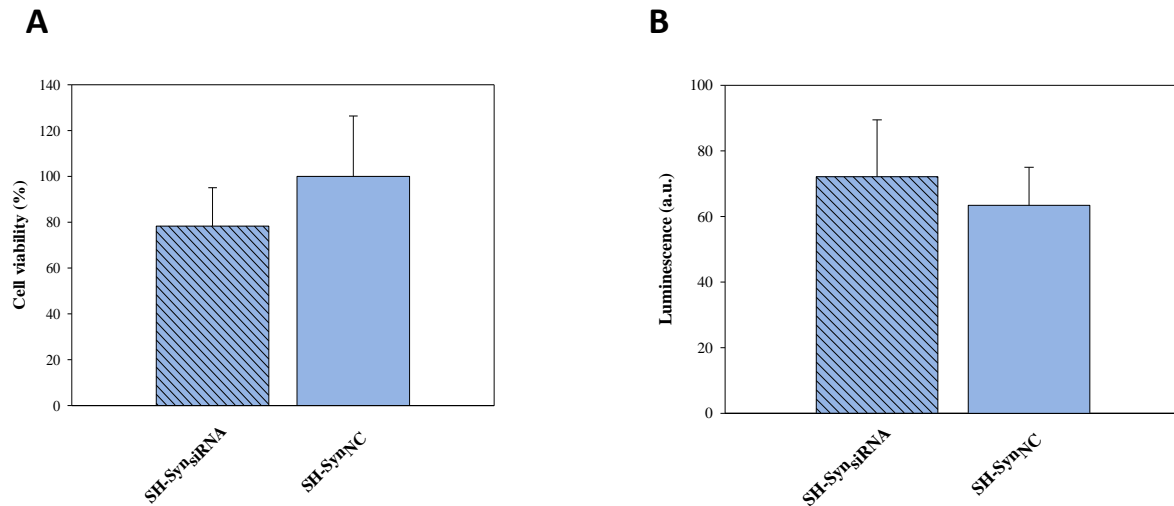 A
B
Cell viability (%)
140
120
100
80
60
40
20
0
SH-SynsiRNA
SH-SynNC
Luminescence (a.u.)
100
80
60
40
20
0
SH-SynsiRNA
SH-SynNC